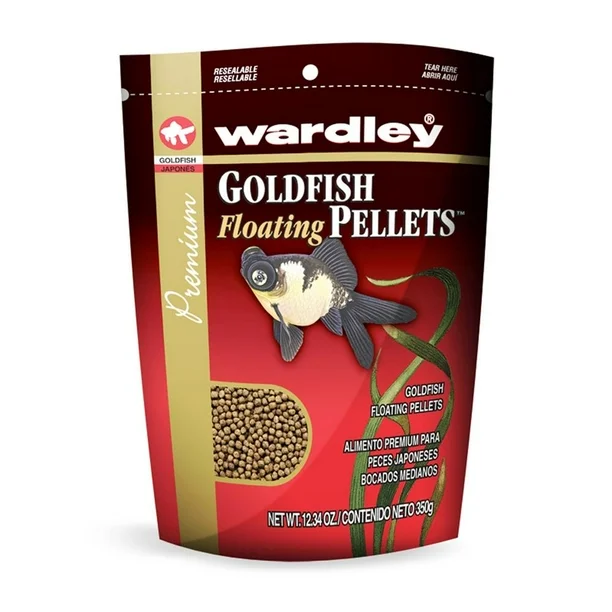 RESEALABLE
RESELLABLE
TEAR HERE
ABRIR AQUÍ
wardley®
GOLDFISH
JAPONÉS
GOLDFISH
Floating PELLETS™
Premium
GOLDFISH
FLOATING PELLETS
ALIMENTO PREMIUM PARA
PECES JAPONESES
BOCADOS MEDIANOS
NET WT. 12.34 OZ./CONTENIDO NETO 350g